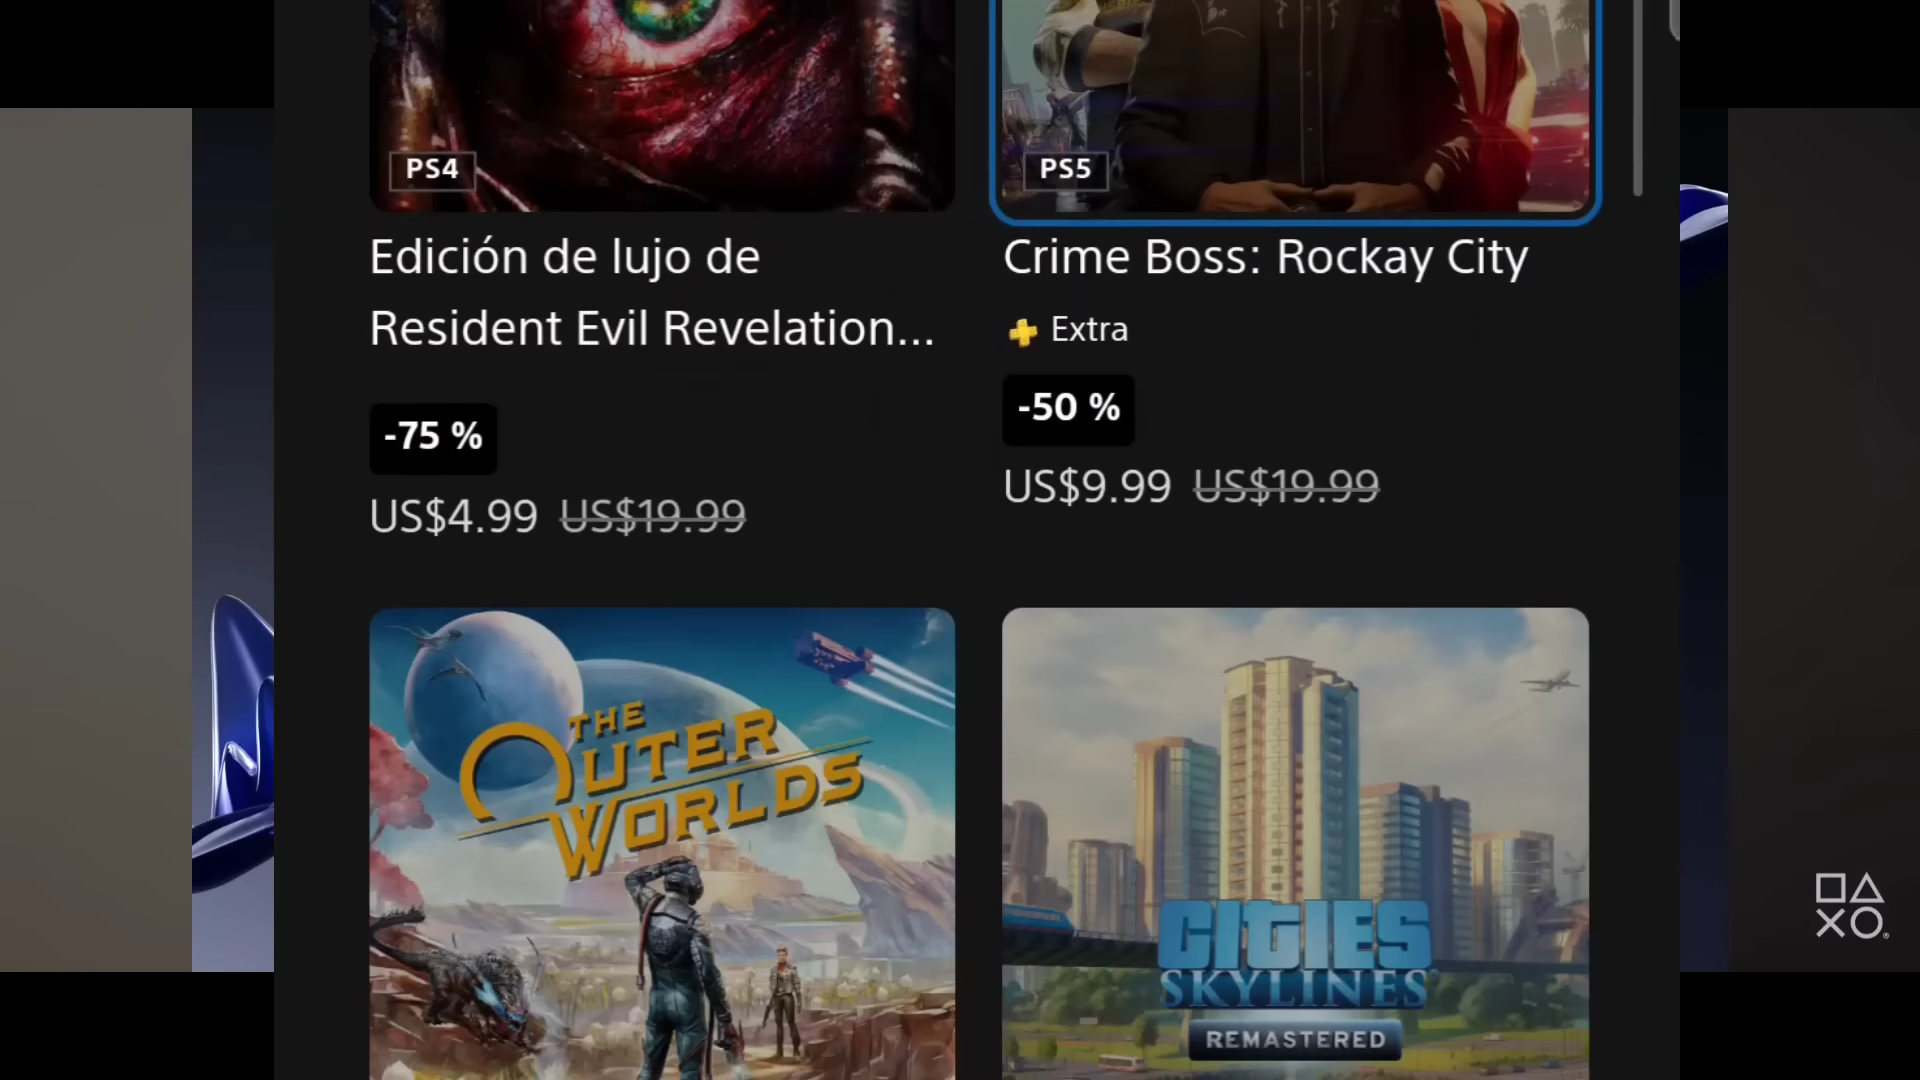 PS4
PS5
Edición de lujo de
Resident Evil Revelation...
-75 %
US$4.99 US$19.99
Crime Boss: Rockay City
Extra
-50 %
US$9.99 US$19.99
THE
OUTER
WORLDS
CITIES
SKYLINES
REMASTERED